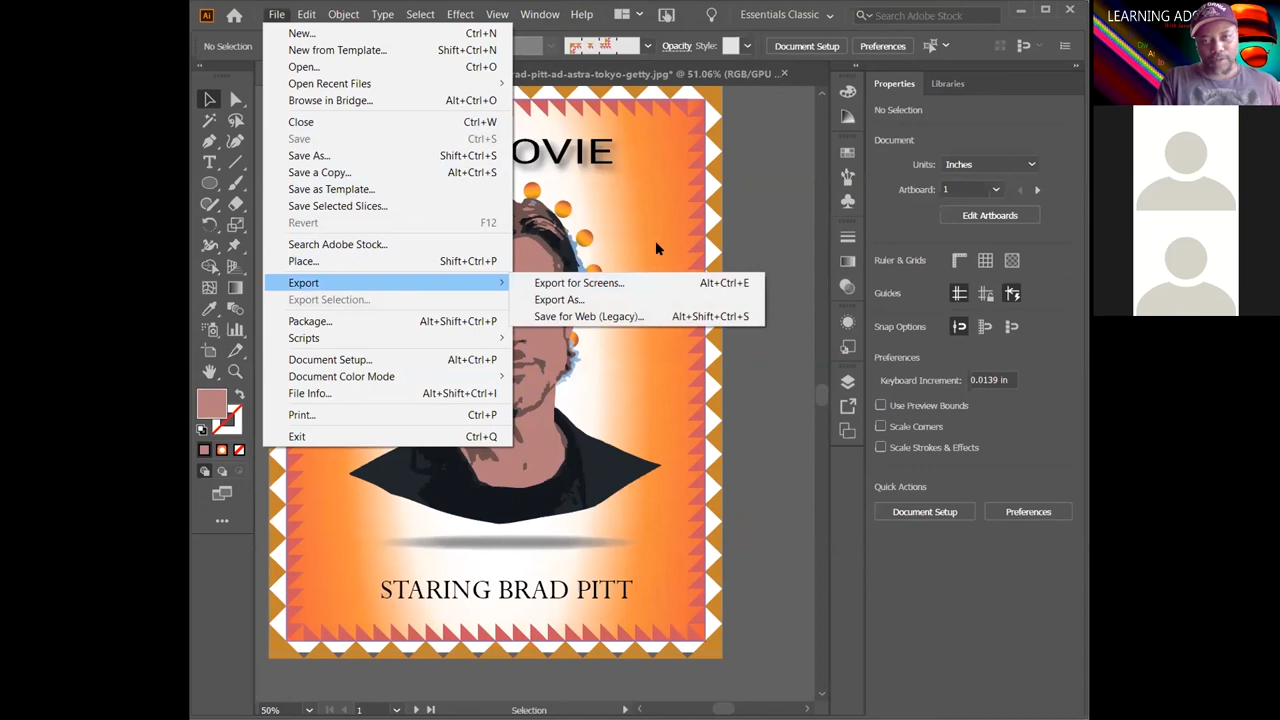 Ai File Edit Object Type Select Effect View Window Help Essentials Classic Search Adobe Stock
No Selection Opacity Style: Document Setup Preferences
rad-pitt-ad-astra-tokyo-getty.jpg* @ 51.06% (RGB/GPU ...
New... Ctrl+N
New from Template... Shift+Ctrl+N
Open... Ctrl+O
Open Recent Files
Browse in Bridge... Alt+Ctrl+O
Close Ctrl+W
Save Ctrl+S
Save As... Shift+Ctrl+S
Save a Copy... Alt+Ctrl+S
Save as Template...
Save Selected Slices...
Revert F12
Search Adobe Stock...
Place... Shift+Ctrl+P
Export
Export Selection...
Package... Alt+Shift+Ctrl+P
Scripts
Document Setup... Alt+Ctrl+P
Document Color Mode
File Info... Alt+Shift+Ctrl+I
Print... Ctrl+P
Exit Ctrl+Q
Export for Screens... Alt+Ctrl+E
Export As...
Save for Web (Legacy)... Alt+Shift+Ctrl+S
OVIE
STARING BRAD PITT
Properties Libraries
No Selection
Document
Units: Inches
Artboard: 1
Edit Artboards
Ruler & Grids
Guides
Snap Options
Preferences
Keyboard Increment: 0.0139 in
Use Preview Bounds
Scale Corners
Scale Strokes & Effects
Quick Actions
Document Setup Preferences
50% 1 Selection
LEARNING ADO